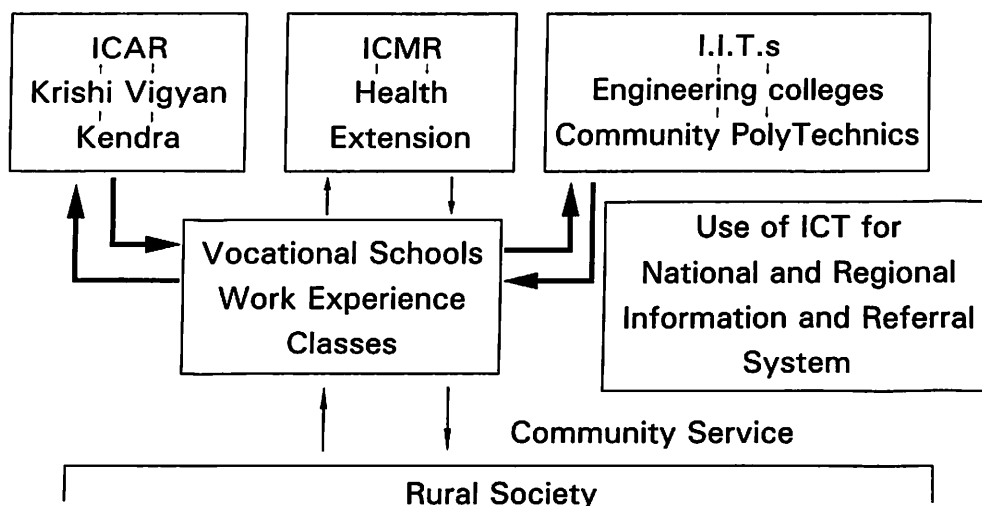 ICAR
Krishi Vigyan
Kendra
ICMR
Health
Extension
I.I.T.s
Engineering colleges
Community PolyTechnics
Vocational Schools
Work Experience
Classes
Use of ICT for
National and Regional
Information and Referral
System
Community Service
Rural Society